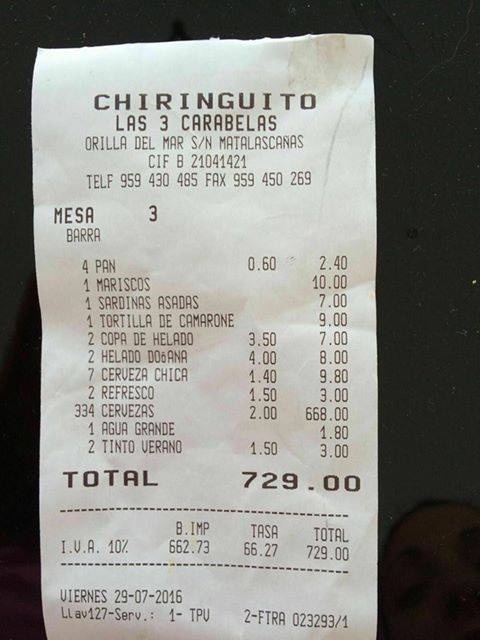 CHIRINGUITO
LAS 3 CARABELAS
ORILLA DEL MAR S/N MATALASCAÑAS
CIF B 21041421
TELF 959 430 485 FAX 959 450 269
MESA 3
BARRA
4 PAN 0.60 2.40
1 MARISCOS 10.00
1 SARDINAS ASADAS 7.00
1 TORTILLA DE CAMARONE 9.00
2 COPA DE HELADO 3.50 7.00
2 HELADO DOñANA 4.00 8.00
7 CERVEZA CHICA 1.40 9.80
2 REFRESCO 1.50 3.00
334 CERVEZAS 2.00 668.00
1 AGUA GRANDE 1.80
2 TINTO VERANO 1.50 3.00
TOTAL 729.00
B.IMP TASA TOTAL
I.V.A. 10% 662.73 66.27 729.00
VIERNES 29-07-2016
Llav127-Serv.: 1- TPV 2-FTRA 023293/1